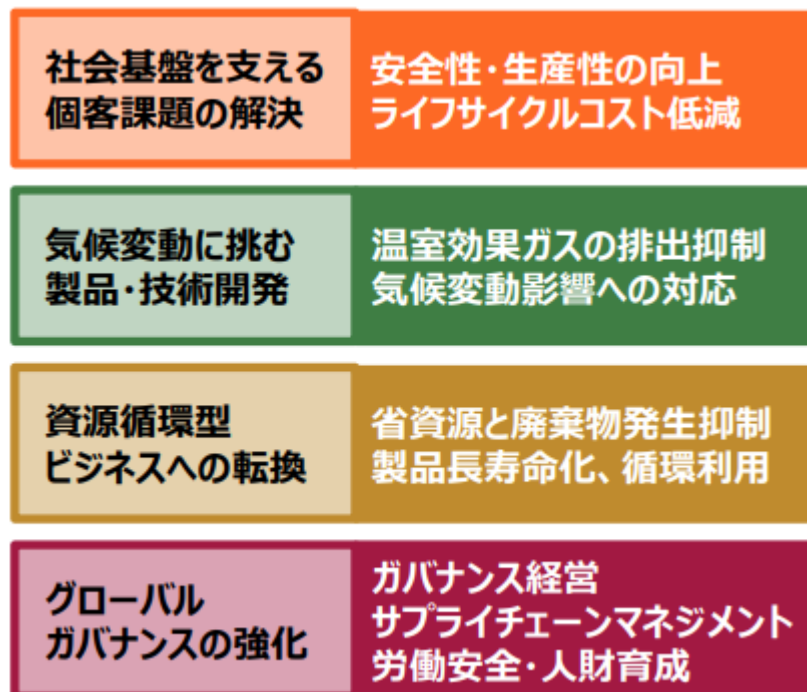 社会基盤を支える
個客課題の解決
安全性・生産性の向上
ライフサイクルコスト低減
気候変動に挑む
製品・技術開発
温室効果ガスの排出抑制
気候変動影響への対応
資源循環型
ビジネスへの転換
省資源と廃棄物発生抑制
製品長寿命化、循環利用
グローバル
ガバナンスの強化
ガバナンス経営
サプライチェーンマネジメント
労働安全・人財育成